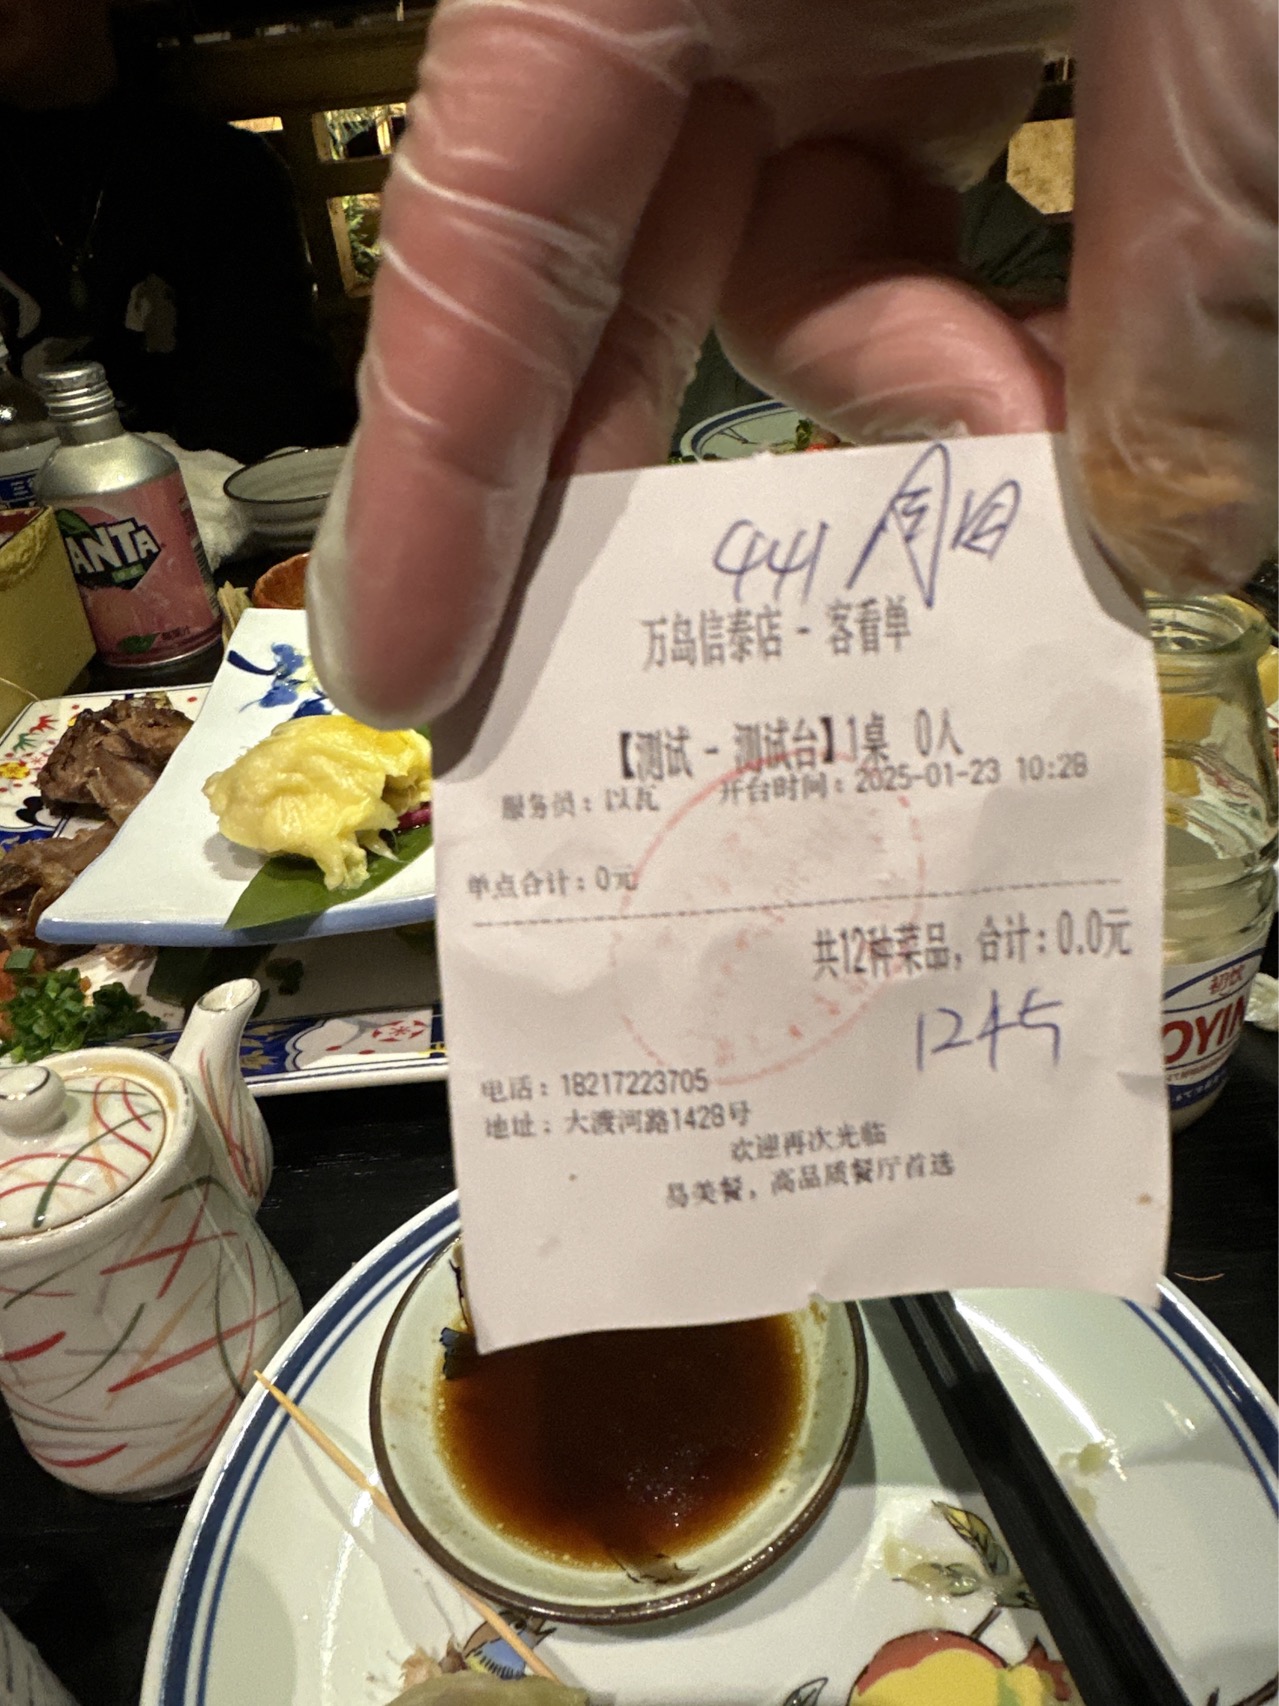 441 周田
万岛信泰店 - 客看单
【测试 - 测试台】1桌 0人
服务员：以瓦 开台时间：2025-01-23 10:28
单点合计：0元
共12种菜品，合计：0.0元
1245
电话：18217223705
地址：大渡河路1428号
欢迎再次光临
易美餐，高品质餐厅首选
FANTA
初饮